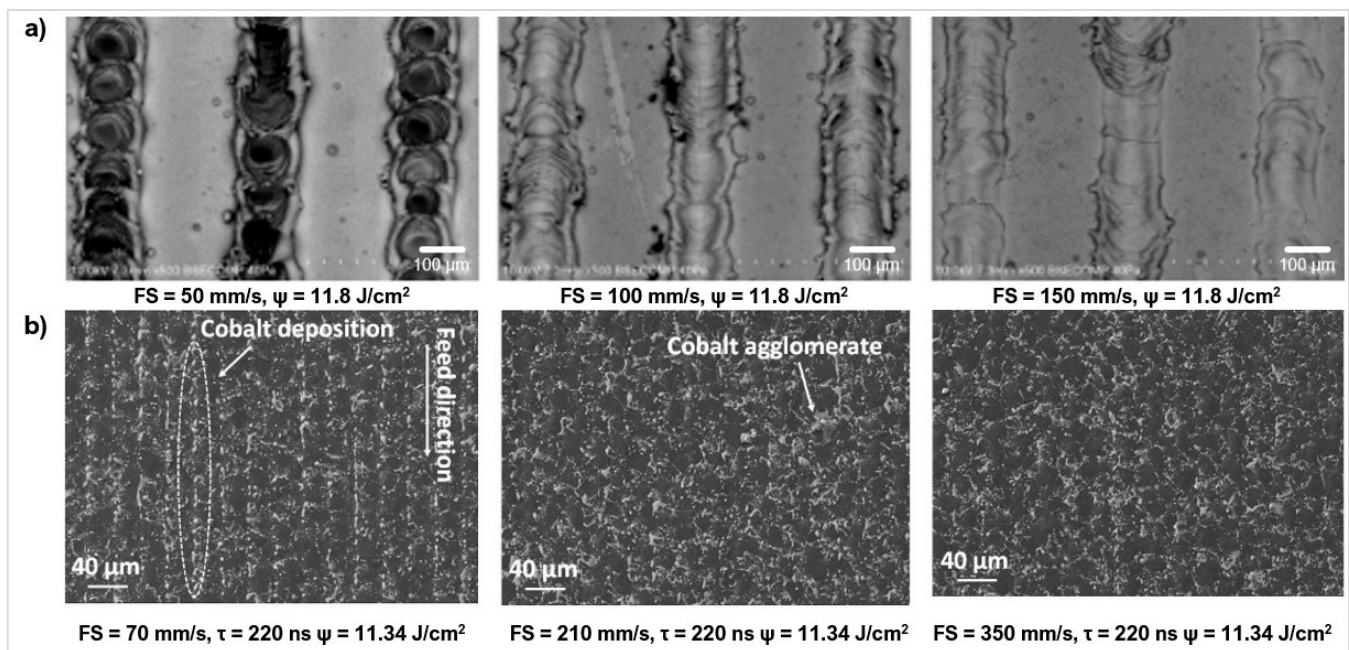 a)
100 µm
100 µm
100 µm
FS = 50 mm/s, ψ = 11.8 J/cm²
FS = 100 mm/s, ψ = 11.8 J/cm²
FS = 150 mm/s, ψ = 11.8 J/cm²
b)
Cobalt deposition
Feed direction
40 µm
Cobalt agglomerate
40 µm
40 µm
FS = 70 mm/s, τ = 220 ns ψ = 11.34 J/cm²
FS = 210 mm/s, τ = 220 ns ψ = 11.34 J/cm²
FS = 350 mm/s, τ = 220 ns ψ = 11.34 J/cm²